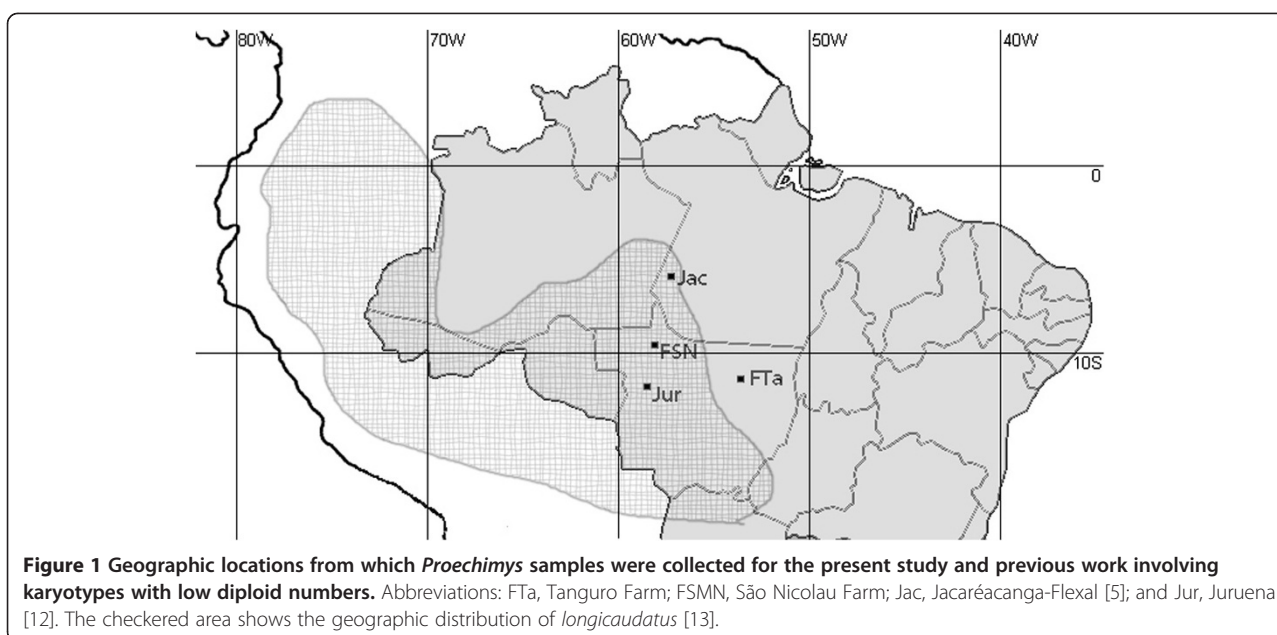 80W
70W
60W
50W
40W
0
Jac
FSN
10S
FTa
Jur
Figure 1 Geographic locations from which Proechimys samples were collected for the present study and previous work involving
karyotypes with low diploid numbers. Abbreviations: FTa, Tanguro Farm; FSMN, São Nicolau Farm; Jac, Jacaréacanga-Flexal [5]; and Jur, Juruena
[12]. The checkered area shows the geographic distribution of longicaudatus [13].